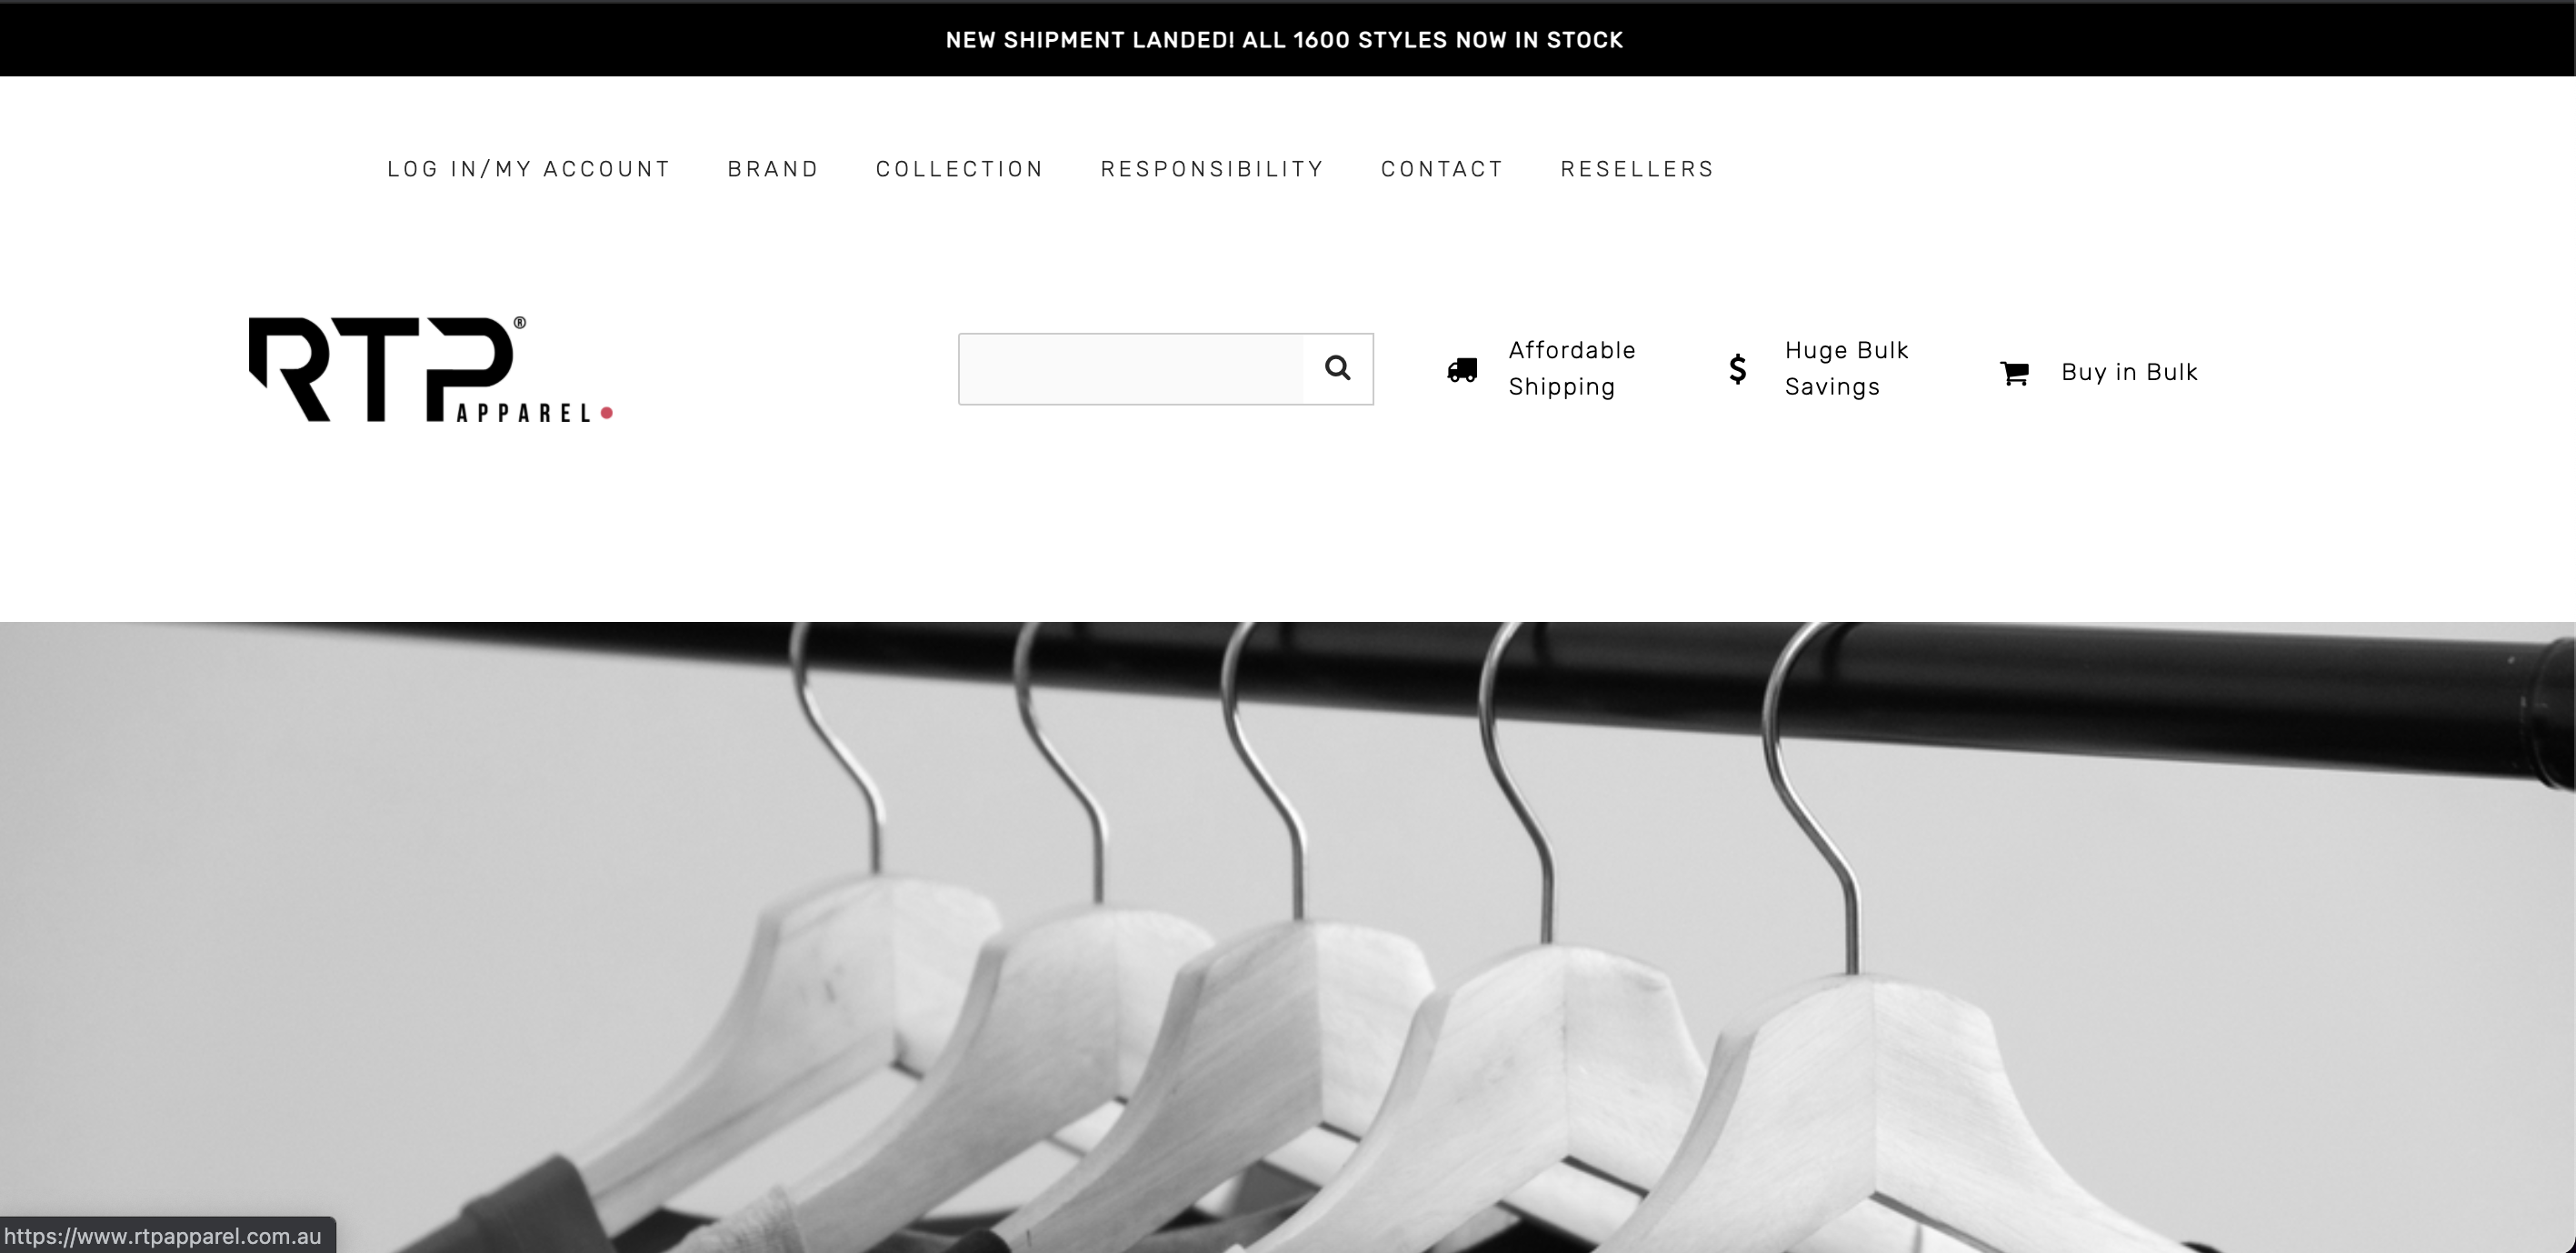 NEW SHIPMENT LANDED! ALL 1600 STYLES NOW IN STOCK
LOG IN/MY ACCOUNT BRAND COLLECTION RESPONSIBILITY CONTACT RESELLERS
RTP®
APPAREL
Affordable
Shipping
$
Huge Bulk
Savings
Buy in Bulk
https://www.rtpapparel.com.au